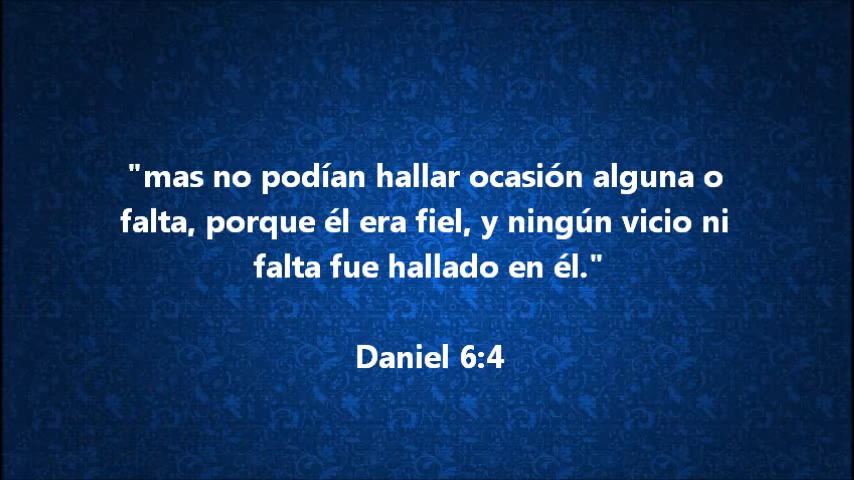 "mas no podían hallar ocasión alguna o
falta, porque él era fiel, y ningún vicio ni
falta fue hallado en él."
Daniel 6:4